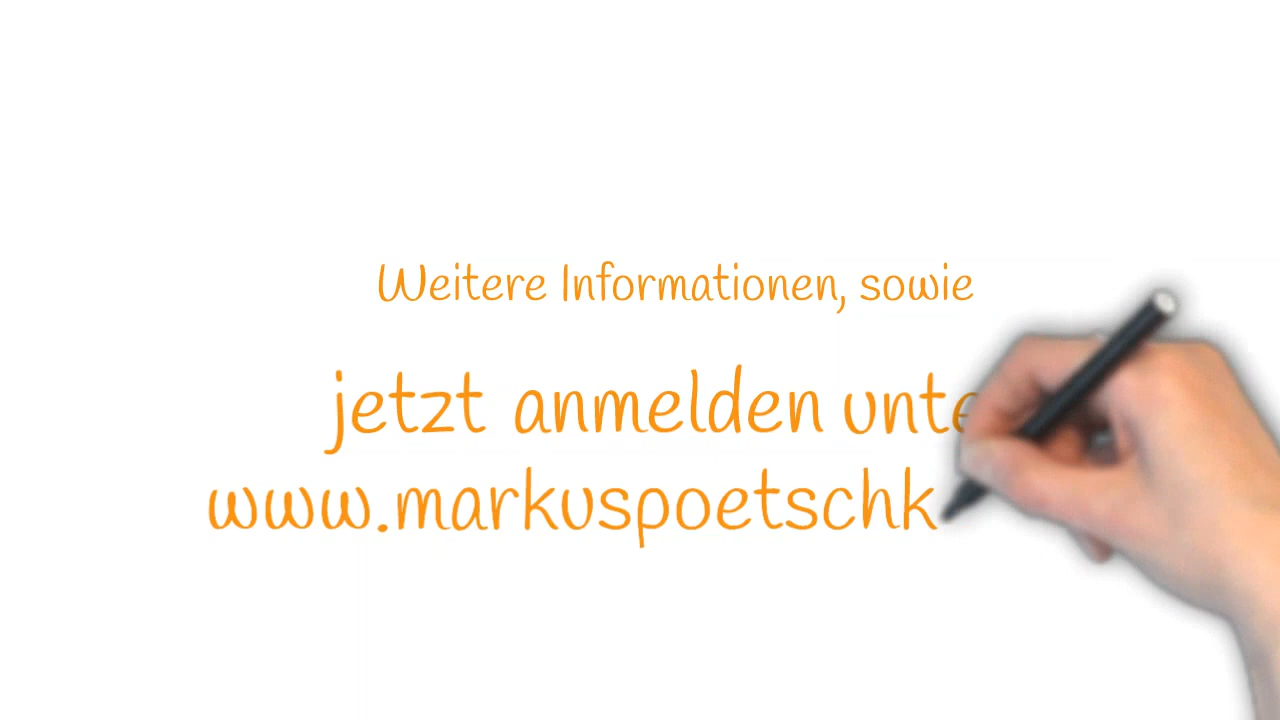 Weitere Informationen, sowie
jetzt anmelden unte
www.markuspoetschk